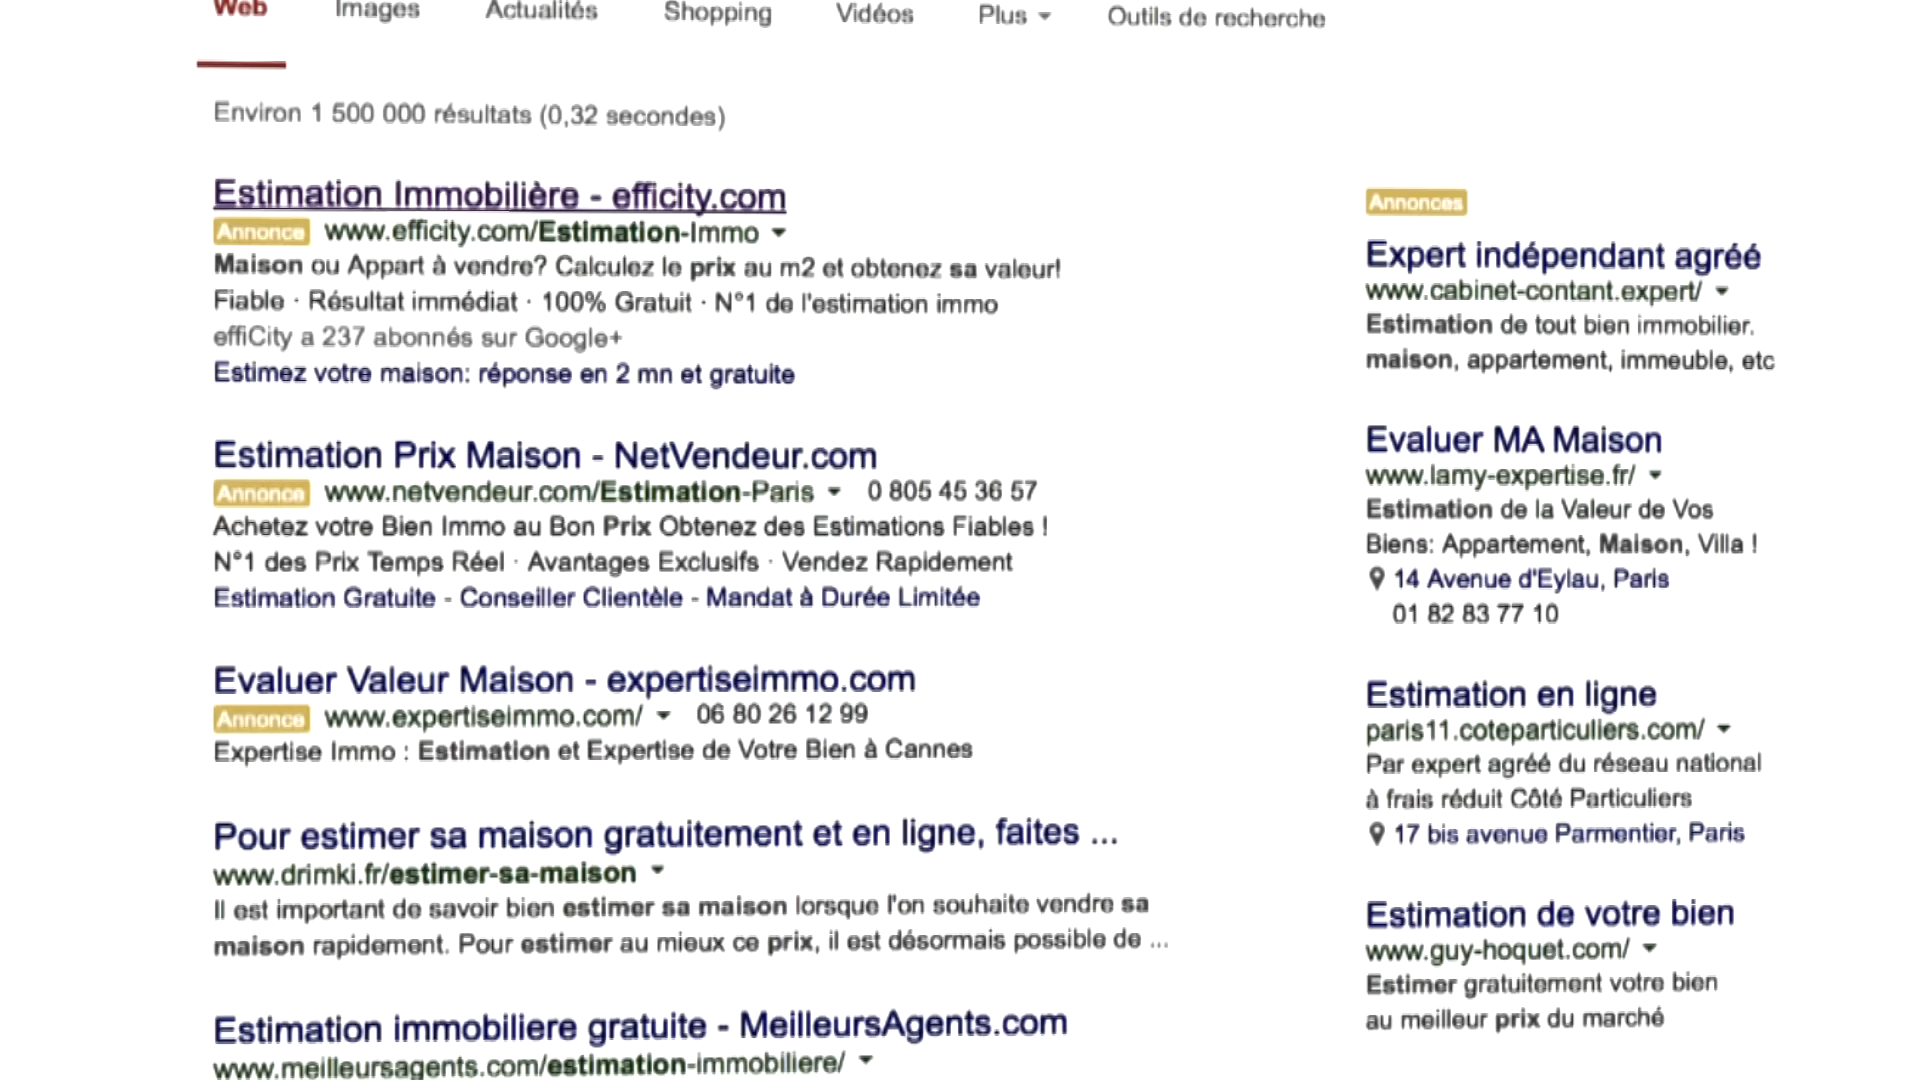 Web Images Actualités Shopping Vidéos Plus Outils de recherche
Environ 1 500 000 résultats (0,32 secondes)
Estimation Immobilière - efficity.com
Annonce www.efficity.com/Estimation-Immo
Maison ou Appart à vendre? Calculez le prix au m2 et obtenez sa valeur!
Fiable · Résultat immédiat · 100% Gratuit · N°1 de l'estimation immo
effiCity a 237 abonnés sur Google+
Estimez votre maison: réponse en 2 mn et gratuite
Estimation Prix Maison - NetVendeur.com
Annonce www.netvendeur.com/Estimation-Paris 0 805 45 36 57
Achetez votre Bien Immo au Bon Prix Obtenez des Estimations Fiables !
N°1 des Prix Temps Réel · Avantages Exclusifs · Vendez Rapidement
Estimation Gratuite - Conseiller Clientèle - Mandat à Durée Limitée
Evaluer Valeur Maison - expertiseimmo.com
Annonce www.expertiseimmo.com/ 06 80 26 12 99
Expertise Immo : Estimation et Expertise de Votre Bien à Cannes
Pour estimer sa maison gratuitement et en ligne, faites ...
www.drimki.fr/estimer-sa-maison
Il est important de savoir bien estimer sa maison lorsque l'on souhaite vendre sa
maison rapidement. Pour estimer au mieux ce prix, il est désormais possible de ...
Estimation immobiliere gratuite - MeilleursAgents.com
www.meilleursagents.com/estimation-immobiliere/
Annonces
Expert indépendant agréé
www.cabinet-contant.expert/
Estimation de tout bien immobilier.
maison, appartement, immeuble, etc
Evaluer MA Maison
www.lamy-expertise.fr/
Estimation de la Valeur de Vos
Biens: Appartement, Maison, Villa !
14 Avenue d'Eylau, Paris
01 82 83 77 10
Estimation en ligne
paris11.coteparticuliers.com/
Par expert agréé du réseau national
à frais réduit Côté Particuliers
17 bis avenue Parmentier, Paris
Estimation de votre bien
www.guy-hoquet.com/
Estimer gratuitement votre bien
au meilleur prix du marché